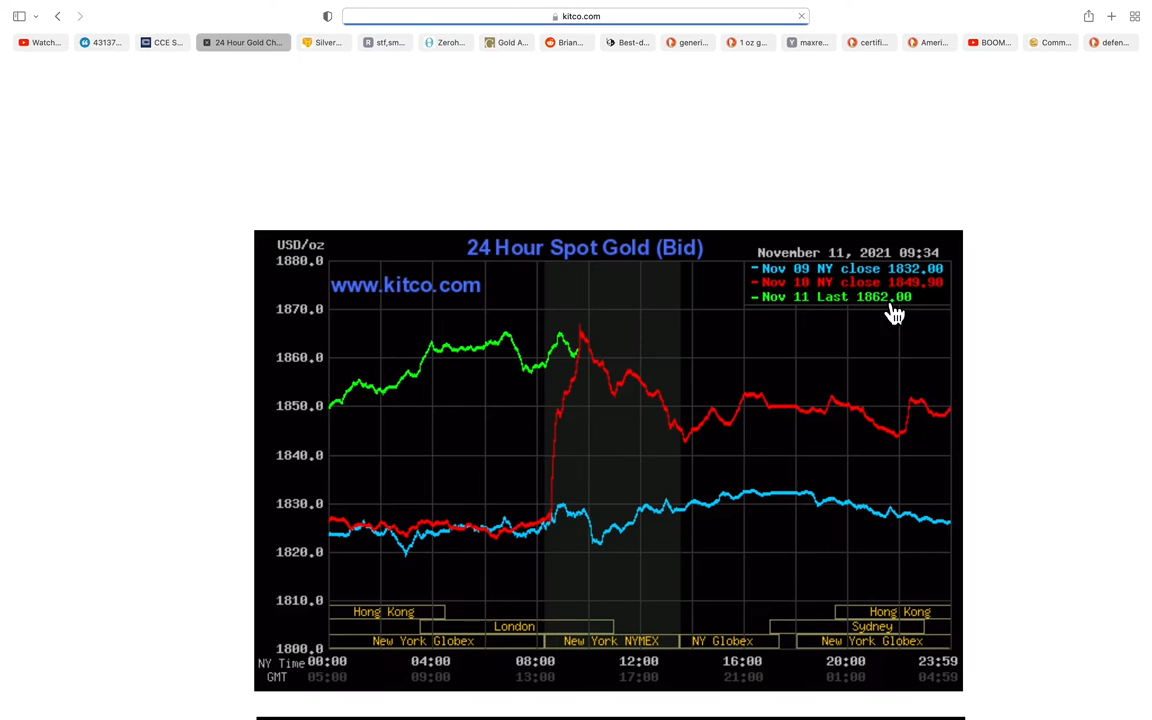 kitco.com
Watch...
43137...
CCE S...
24 Hour Gold Ch...
Silver...
stf,sm...
Zeroh...
Gold A...
Brian...
Best-d...
generi...
1 oz g...
maxre...
certifi...
Ameri...
BOOM...
Comm...
defen...
USD/oz
24 Hour Spot Gold (Bid)
November 11, 2021 09:34
Nov 09 NY close 1832.00
Nov 10 NY close 1849.90
Nov 11 Last 1862.00
www.kitco.com
1880.0
1870.0
1860.0
1850.0
1840.0
1830.0
1820.0
1810.0
1800.0
Hong Kong Hong Kong
London Sydney
New York Globex New York NYMEX NY Globex New York Globex
NY Time 00:00 04:00 08:00 12:00 16:00 20:00 23:59
GMT 05:00 09:00 13:00 17:00 21:00 01:00 04:59